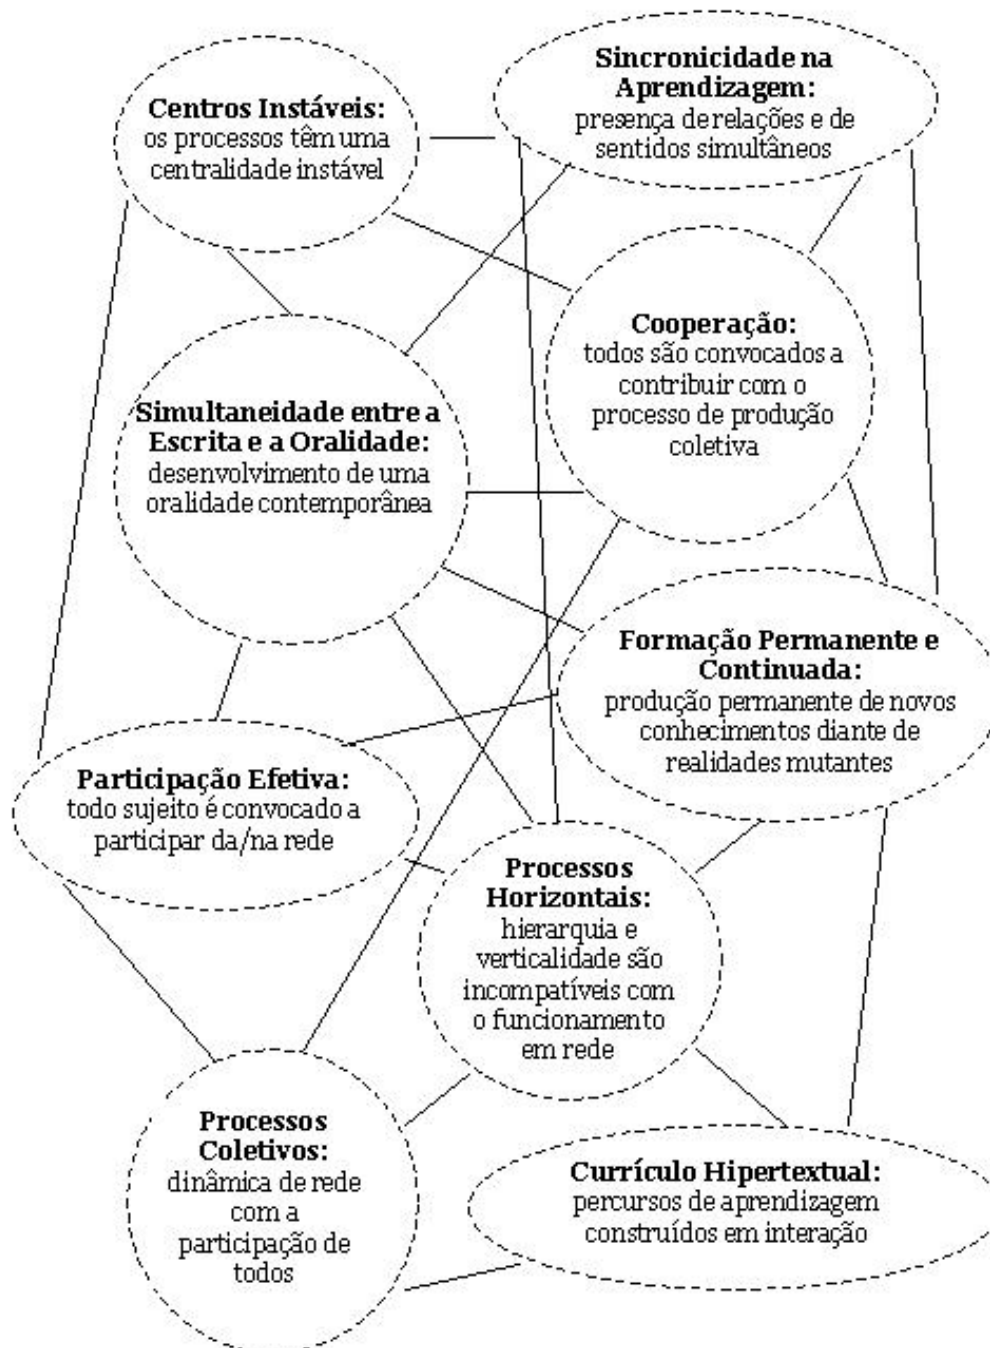 Centros Instáveis:
os processos têm uma
centralidade instável
Sincronicidade na
Aprendizagem:
presença de relações e de
sentidos simultâneos
Cooperação:
todos são convocados a
contribuir com o
processo de produção
coletiva
Simultaneidade entre a
Escrita e a Oralidade:
desenvolvimento de uma
oralidade contemporânea
Formação Permanente e
Continuada:
produção permanente de novos
conhecimentos diante de
realidades mutantes
Participação Efetiva:
todo sujeito é convocado a
participar da/na rede
Processos
Horizontais:
hierarquia e
verticalidade são
incompatíveis com
o funcionamento
em rede
Processos
Coletivos:
dinâmica de rede
com a
participação de
todos
Currículo Hipertextual:
percursos de aprendizagem
construídos em interação